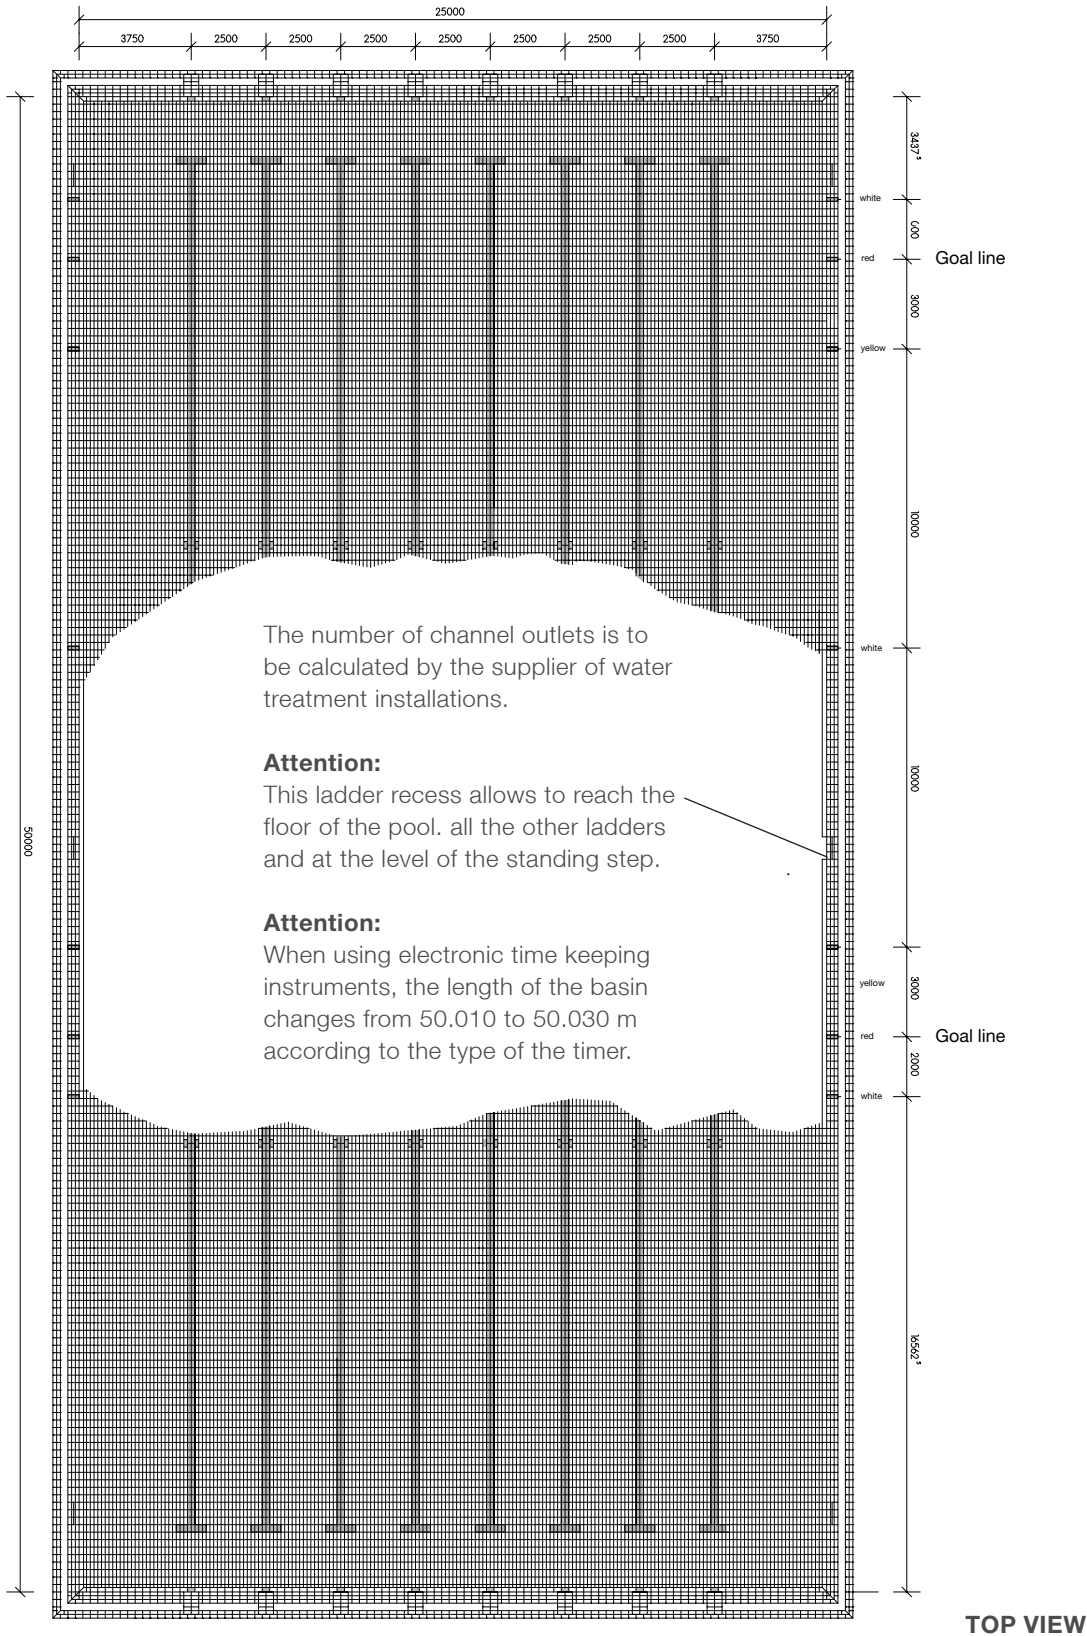 25000
3750 2500 2500 2500 2500 2500 2500 2500 3750
3437⁵
white
600
red Goal line
3000
yellow
10000
white
10000
50000
The number of channel outlets is to
be calculated by the supplier of water
treatment installations.
Attention:
This ladder recess allows to reach the
floor of the pool. all the other ladders
and at the level of the standing step.
Attention:
When using electronic time keeping
instruments, the length of the basin
changes from 50.010 to 50.030 m
according to the type of the timer.
yellow
3000
red Goal line
2000
white
16562⁵
TOP VIEW